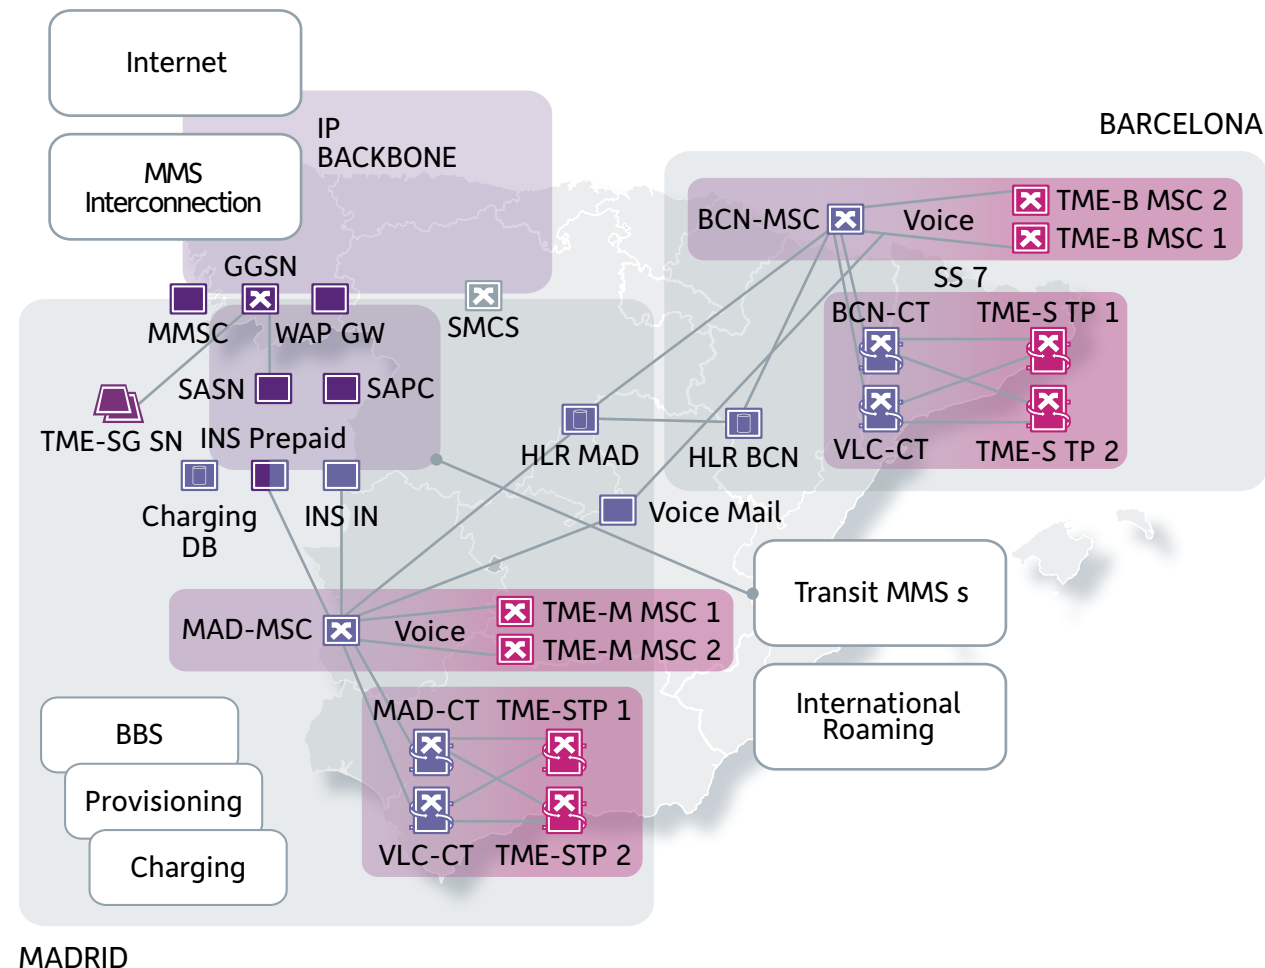 Internet
MMS
Interconnection
IP
BACKBONE
BARCELONA
BCN-MSC
Voice
TME-B MSC 2
TME-B MSC 1
SS 7
BCN-CT
TME-S TP 1
VLC-CT
TME-S TP 2
GGSN
MMSC
WAP GW
SMCS
SASN
SAPC
TME-SG SN
INS Prepaid
Charging
DB
INS IN
HLR MAD
HLR BCN
Voice Mail
Transit MMS s
International
Roaming
MAD-MSC
Voice
TME-M MSC 1
TME-M MSC 2
MAD-CT
TME-STP 1
VLC-CT
TME-STP 2
BBS
Provisioning
Charging
MADRID